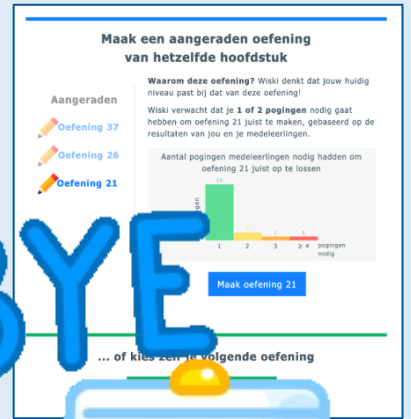 Maak een aangeraden oefening
van hetzelfde hoofdstuk
Aangeraden
Oefening 37
Oefening 26
Oefening 21
Waarom deze oefening? Wiski denkt dat jouw huidig
niveau past bij dat van deze oefening!
Wiski verwacht dat je 1 of 2 pogingen nodig gaat
hebben om oefening 21 juist te maken, gebaseerd op de
resultaten van jou en je medeleerlingen.
Aantal pogingen medeleerlingen nodig hadden om
oefening 21 juist op te lossen
1 2 3 ≥ 4 pogingen
nodig
Maak oefening 21
BYE
... of kies zelf je volgende oefening